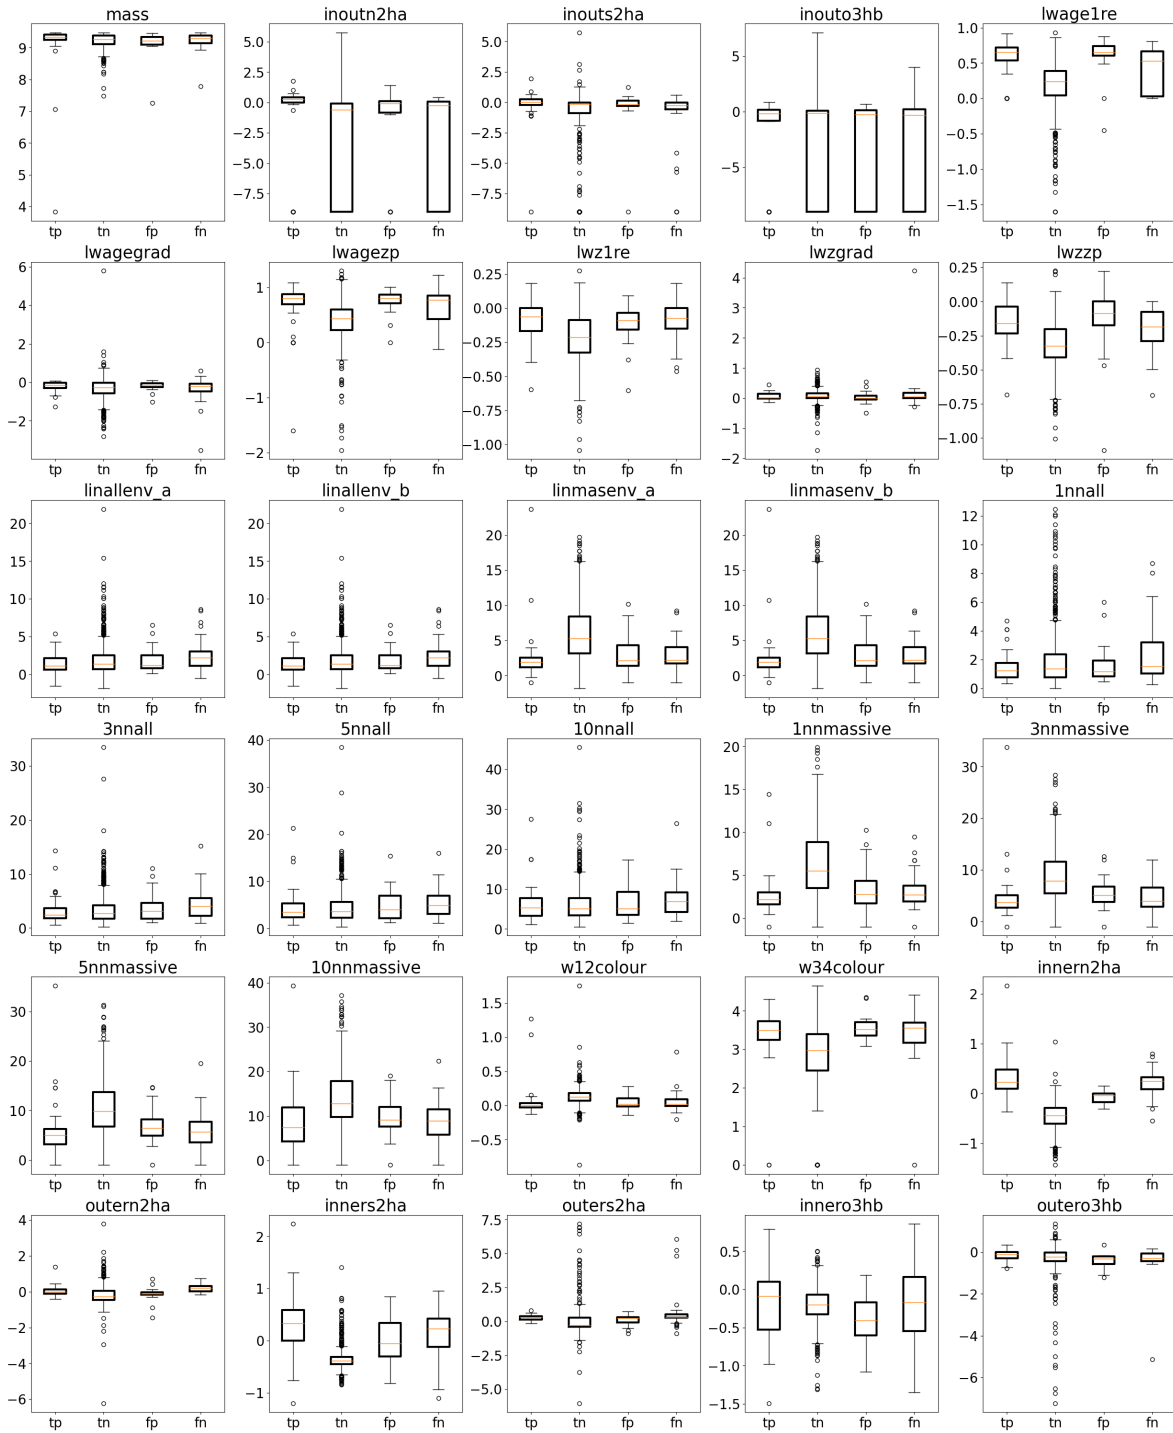 mass inoutn2ha inouts2ha inouto3hb lwage1re
9 8 7 6 5 4
5.0 2.5 0.0 −2.5 −5.0 −7.5
5.0 2.5 0.0 −2.5 −5.0 −7.5
5 0 −5
1.0 0.5 0.0 −0.5 −1.0 −1.5
tp tn fp fn tp tn fp fn tp tn fp fn tp tn fp fn tp tn fp fn
lwagegrad lwagezp lwz1re lwzgrad lwzzp
6 4 2 0 −2
1 0 −1 −2
0.25 0.00 −0.25 −0.50 −0.75 −1.00
4 3 2 1 0 −1 −2
0.25 0.00 −0.25 −0.50 −0.75 −1.00
tp tn fp fn tp tn fp fn tp tn fp fn tp tn fp fn tp tn fp fn
linallenv_a linallenv_b linmasenv_a linmasenv_b 1nnall
20 15 10 5 0
20 15 10 5 0
20 15 10 5 0
20 15 10 5 0
12 10 8 6 4 2 0
tp tn fp fn tp tn fp fn tp tn fp fn tp tn fp fn tp tn fp fn
3nnall 5nnall 10nnall 1nnmassive 3nnmassive
30 20 10 0
40 30 20 10 0
40 30 20 10 0
20 15 10 5 0
30 20 10 0
tp tn fp fn tp tn fp fn tp tn fp fn tp tn fp fn tp tn fp fn
5nnmassive 10nnmassive w12colour w34colour innern2ha
30 20 10 0
40 30 20 10 0
1.5 1.0 0.5 0.0 −0.5
4 3 2 1 0
2 1 0 −1
tp tn fp fn tp tn fp fn tp tn fp fn tp tn fp fn tp tn fp fn
outern2ha inners2ha outers2ha innero3hb outero3hb
4 2 0 −2 −4 −6
2 1 0 −1
7.5 5.0 2.5 0.0 −2.5 −5.0
0.5 0.0 −0.5 −1.0 −1.5
0 −2 −4 −6
tp tn fp fn tp tn fp fn tp tn fp fn tp tn fp fn tp tn fp fn